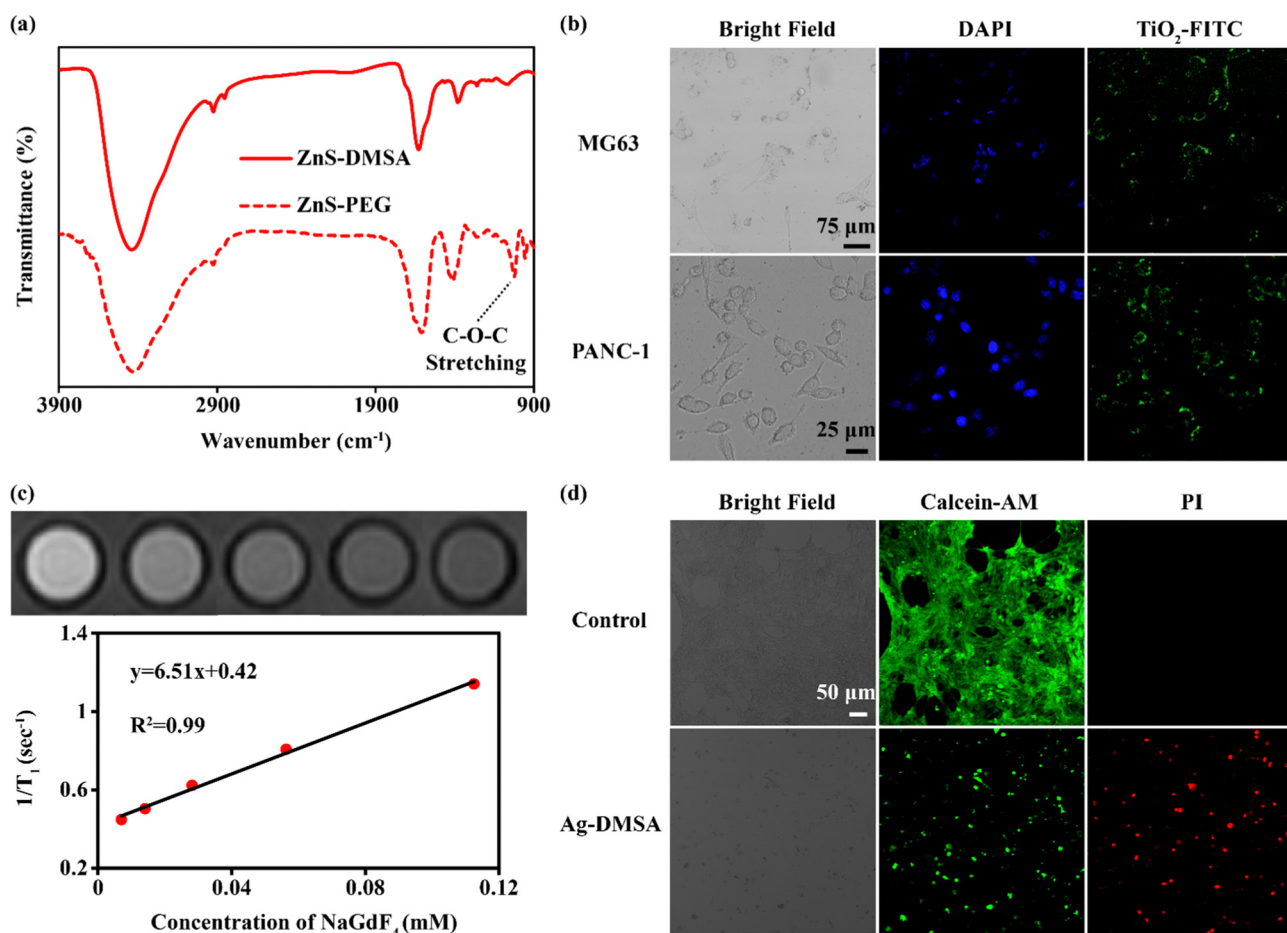 (a)
Transmittance (%)
ZnS-DMSA
ZnS-PEG
C-O-C
Stretching
3900
2900
1900
900
Wavenumber (cm⁻¹)
(b)
Bright Field
DAPI
TiO₂-FITC
MG63
75 μm
PANC-1
25 μm
(c)
1/T₁ (sec⁻¹)
1.4
1
0.6
0.2
y=6.51x+0.42
R²=0.99
0
0.04
0.08
0.12
Concentration of NaGdF₄ (mM)
(d)
Bright Field
Calcein-AM
PI
Control
50 μm
Ag-DMSA